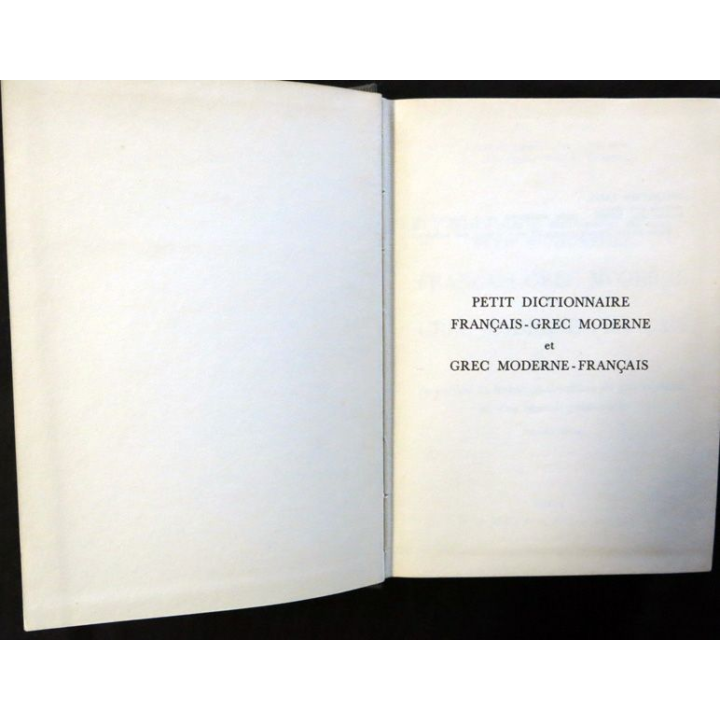 PETIT DICTIONNAIRE
FRANÇAIS-GREC MODERNE
et
GREC MODERNE-FRANÇAIS